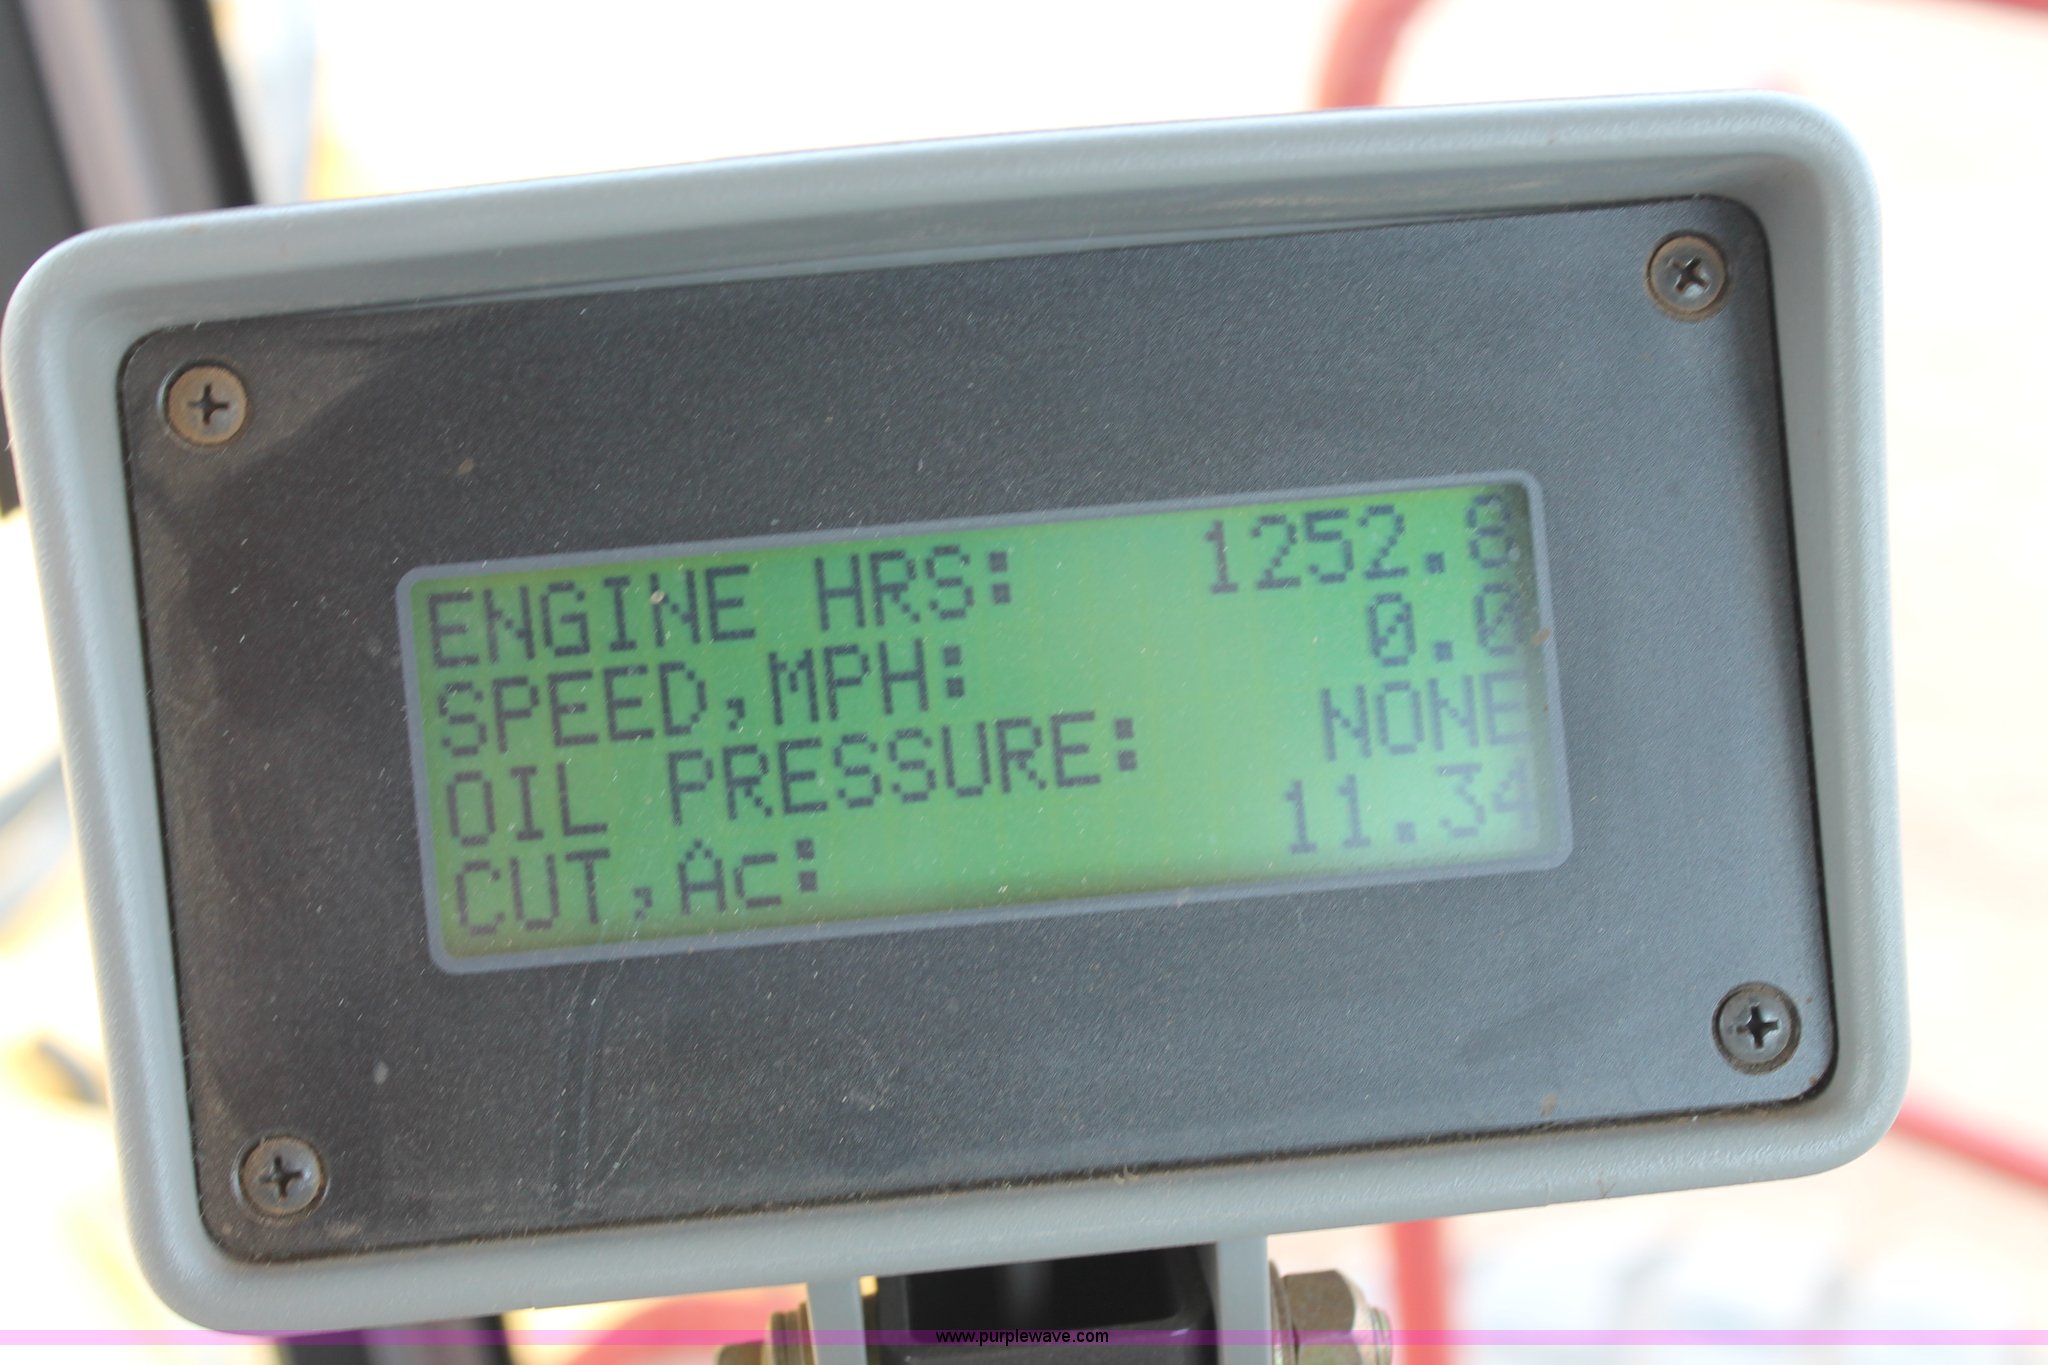 ENGINE HRS: 1252.8
SPEED,MPH: 0.0
OIL PRESSURE: NONE
CUT,Ac: 11.34
www.purplewave.com